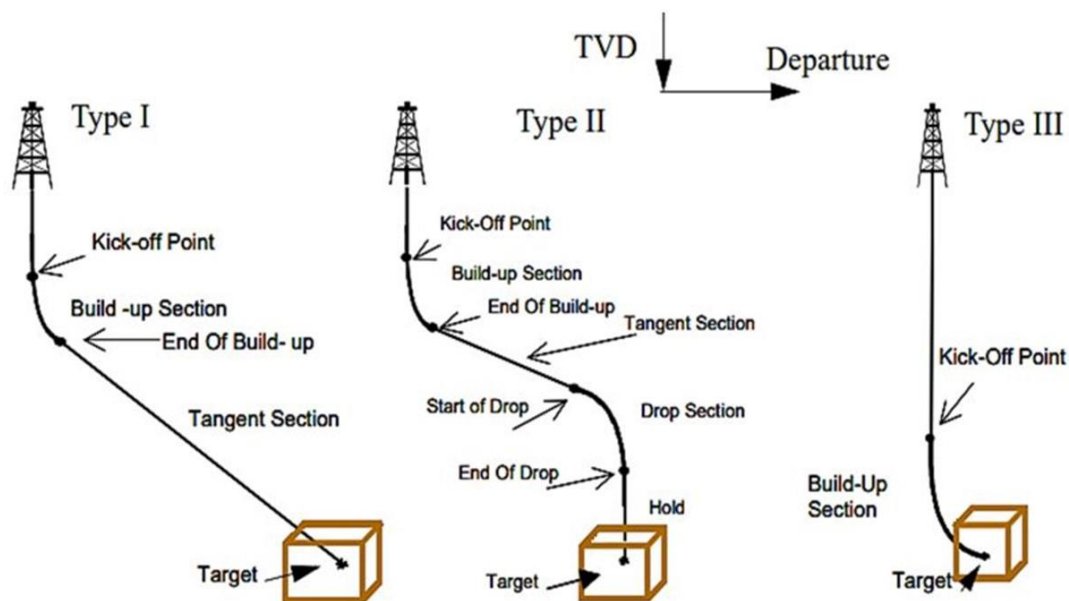 TVD
Departure
Type I
Kick-off Point
Build -up Section
End Of Build- up
Tangent Section
Target
Type II
Kick-Off Point
Build-up Section
End Of Build-up
Tangent Section
Start of Drop
Drop Section
End Of Drop
Hold
Target
Type III
Kick-Off Point
Build-Up
Section
Target